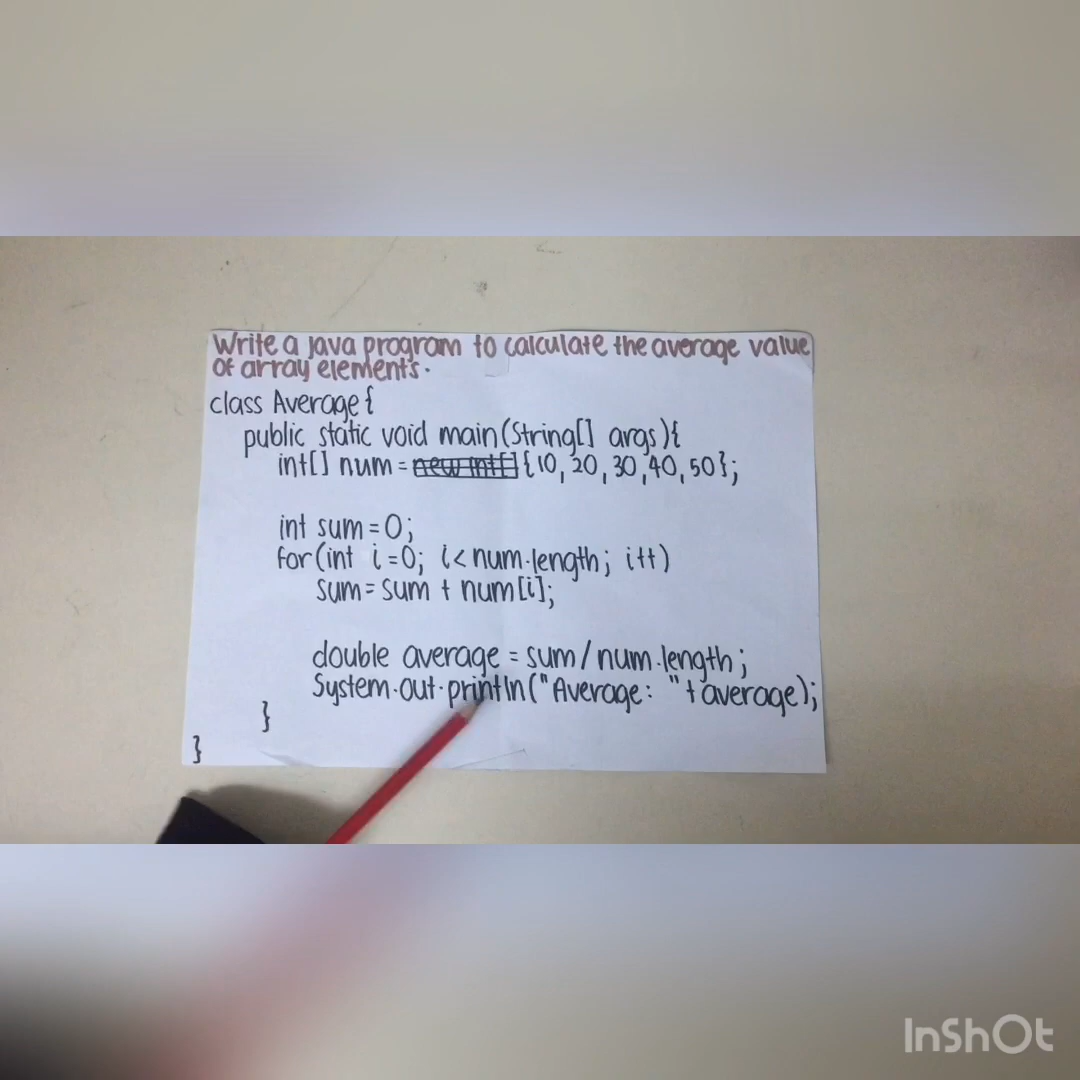 Write a java program to calculate the average value
of array elements.
class Average{
public static void main(String[] args){
int[] num = new int[] {10, 20, 30, 40, 50};
int sum = 0;
for(int i=0; i<num.length; i++)
sum = sum + num[i];
double average = sum / num.length;
System.out.println("Average: " + average);
}
}
InShOt